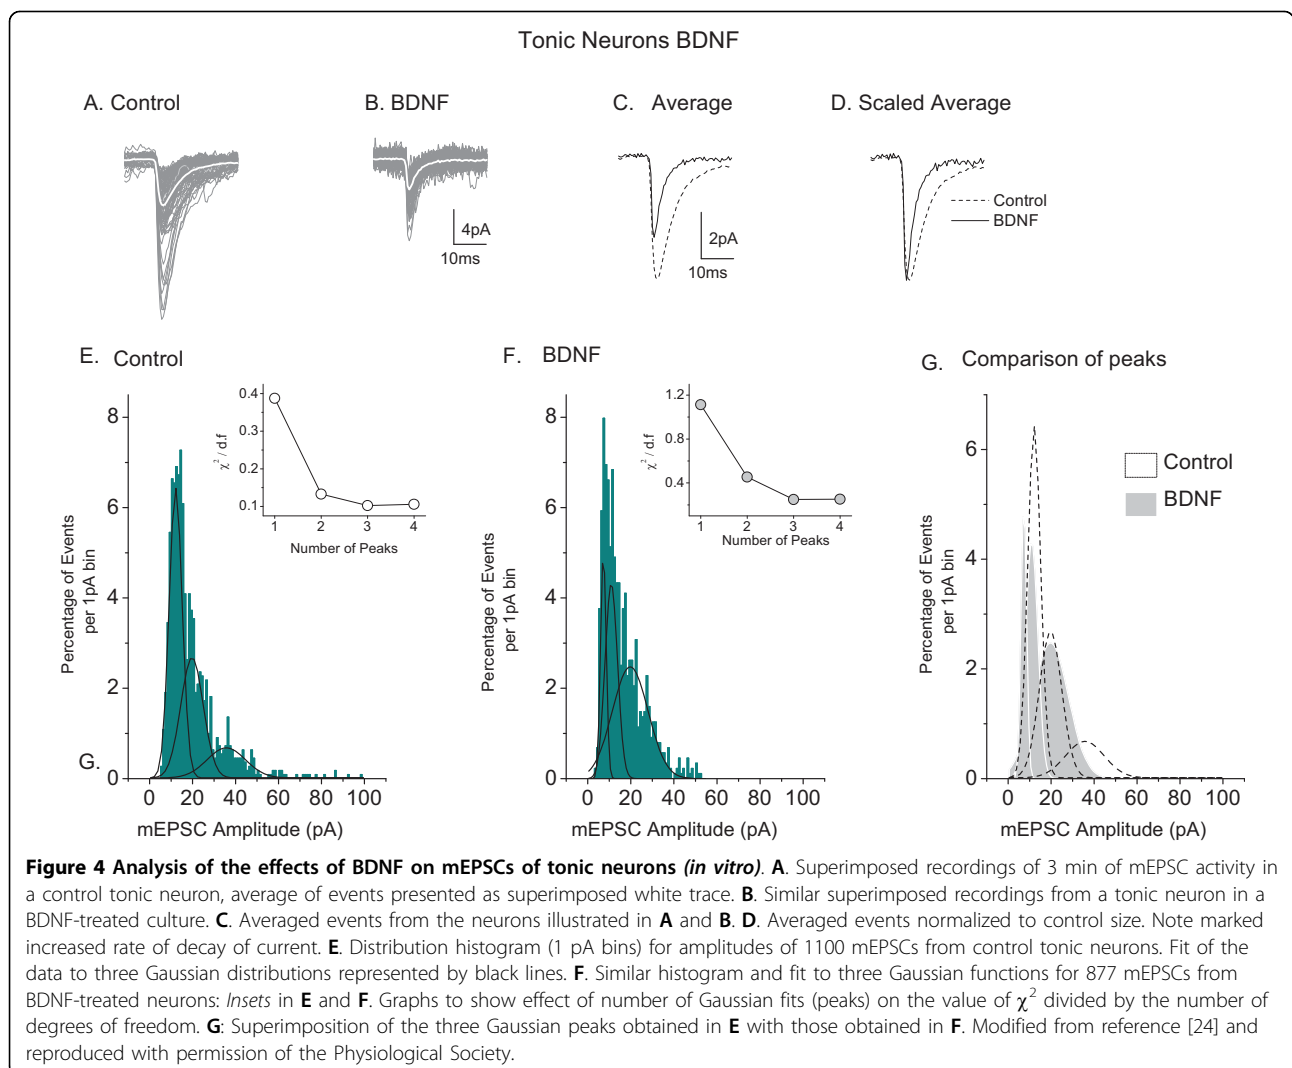 Tonic Neurons BDNF
A. Control
B. BDNF
C. Average
D. Scaled Average
4pA
10ms
2pA
10ms
Control
BDNF
E. Control
F. BDNF
G. Comparison of peaks
8
6
4
2
0
Percentage of Events
per 1pA bin
G.
0 20 40 60 80 100
mEPSC Amplitude (pA)
0.4
0.3
0.2
0.1
χ² / d.f
1 2 3 4
Number of Peaks
8
6
4
2
0
Percentage of Events
per 1pA bin
0 20 40 60 80 100
mEPSC Amplitude (pA)
1.2
0.8
0.4
χ² / d.f
1 2 3 4
Number of Peaks
6
4
2
0
Percentage of Events
per 1pA bin
Control
BDNF
0 20 40 60 80 100
mEPSC Amplitude (pA)
Figure 4 Analysis of the effects of BDNF on mEPSCs of tonic neurons (in vitro). A. Superimposed recordings of 3 min of mEPSC activity in
a control tonic neuron, average of events presented as superimposed white trace. B. Similar superimposed recordings from a tonic neuron in a
BDNF-treated culture. C. Averaged events from the neurons illustrated in A and B. D. Averaged events normalized to control size. Note marked
increased rate of decay of current. E. Distribution histogram (1 pA bins) for amplitudes of 1100 mEPSCs from control tonic neurons. Fit of the
data to three Gaussian distributions represented by black lines. F. Similar histogram and fit to three Gaussian functions for 877 mEPSCs from
BDNF-treated neurons: Insets in E and F. Graphs to show effect of number of Gaussian fits (peaks) on the value of χ² divided by the number of
degrees of freedom. G: Superimposition of the three Gaussian peaks obtained in E with those obtained in F. Modified from reference [24] and
reproduced with permission of the Physiological Society.